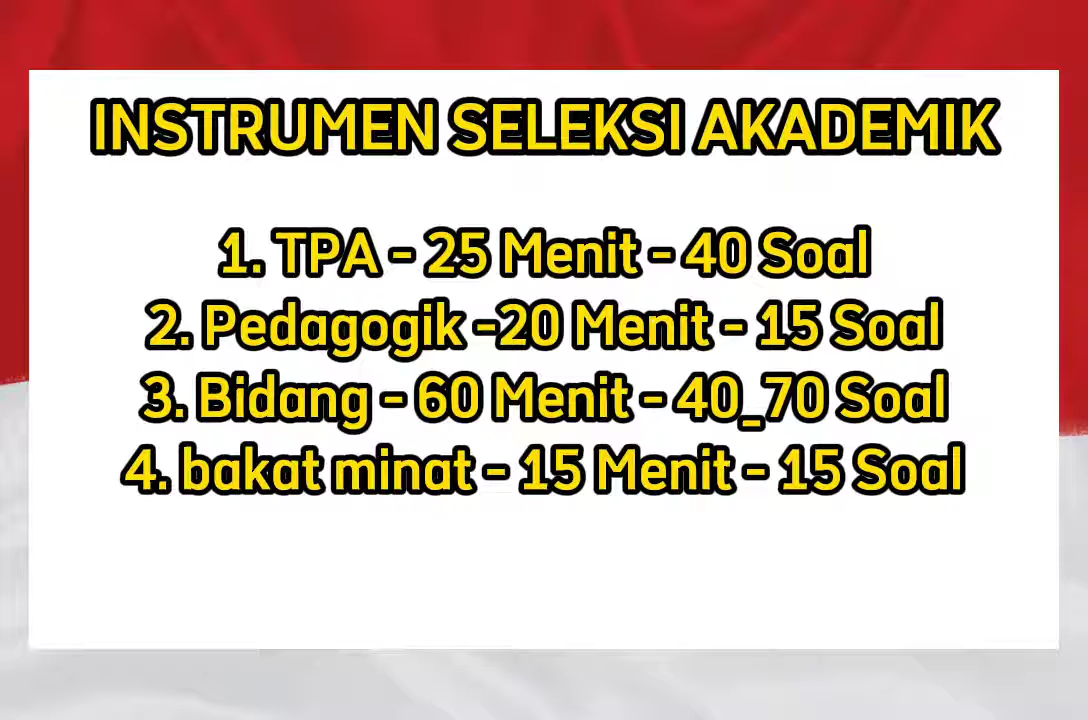 INSTRUMEN SELEKSI AKADEMIK
1. TPA - 25 Menit - 40 Soal
2. Pedagogik -20 Menit - 15 Soal
3. Bidang - 60 Menit - 40_70 Soal
4. bakat minat - 15 Menit - 15 Soal